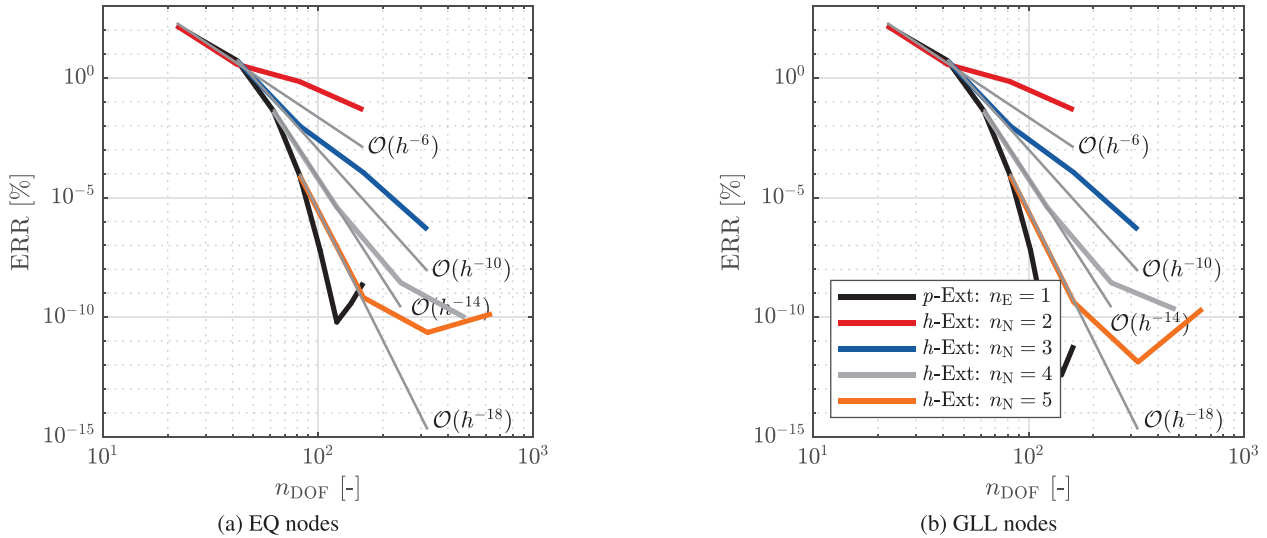 10^0
10^{-5}
10^{-10}
10^{-15}
ERR [%]
10^1
10^2
10^3
n_DOF [-]
𝒪(h^{-6})
𝒪(h^{-10})
𝒪(h^{-14})
𝒪(h^{-18})
(a) EQ nodes
10^0
10^{-5}
10^{-10}
10^{-15}
ERR [%]
10^1
10^2
10^3
n_DOF [-]
𝒪(h^{-6})
𝒪(h^{-10})
𝒪(h^{-14})
𝒪(h^{-18})
p-Ext: n_E = 1
h-Ext: n_N = 2
h-Ext: n_N = 3
h-Ext: n_N = 4
h-Ext: n_N = 5
(b) GLL nodes